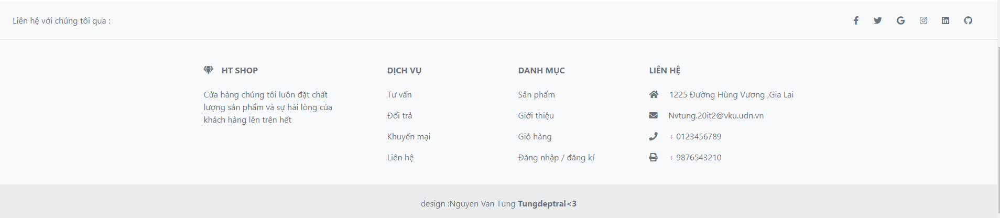 Liên hệ với chúng tôi qua :
HT SHOP
Cửa hàng chúng tôi luôn đặt chất
lượng sản phẩm và sự hài lòng của
khách hàng lên trên hết
DỊCH VỤ
Tư vấn
Đổi trả
Khuyến mại
Liên hệ
DANH MỤC
Sản phẩm
Giới thiệu
Giỏ hàng
Đăng nhập / đăng kí
LIÊN HỆ
1225 Đường Hùng Vương ,Gia Lai
Nvtung.20it2@vku.udn.vn
+ 0123456789
+ 9876543210
design :Nguyen Van Tung Tungdeptrai<3